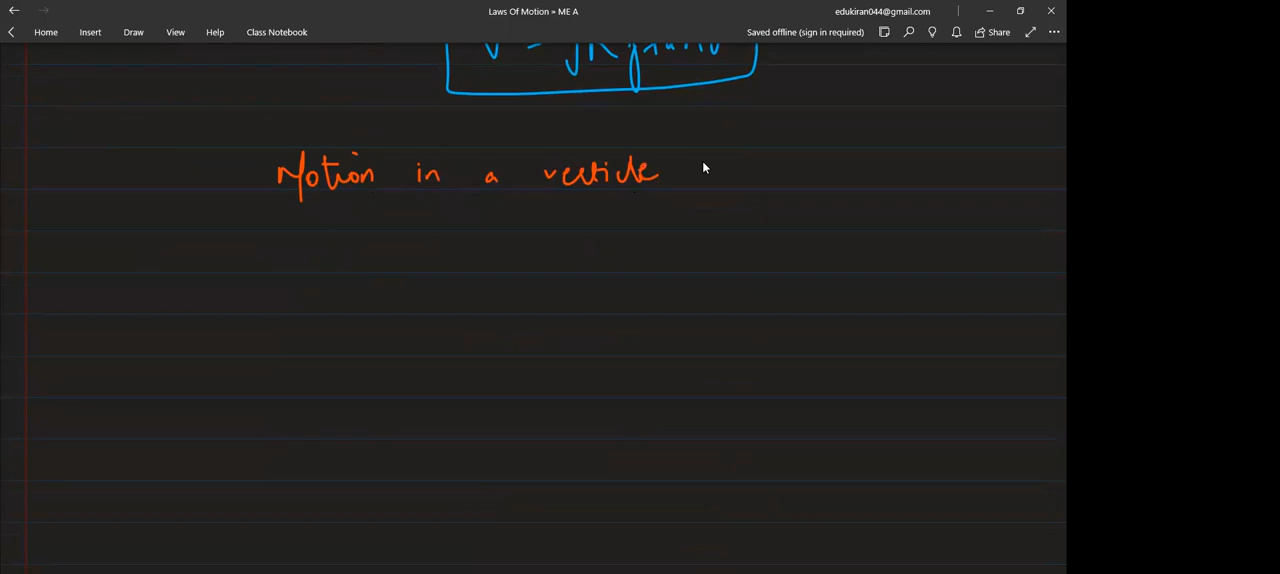 Laws Of Motion » ME A
edukiran044@gmail.com
Home Insert Draw View Help Class Notebook
Saved offline (sign in required)
Share
Motion in a verticle